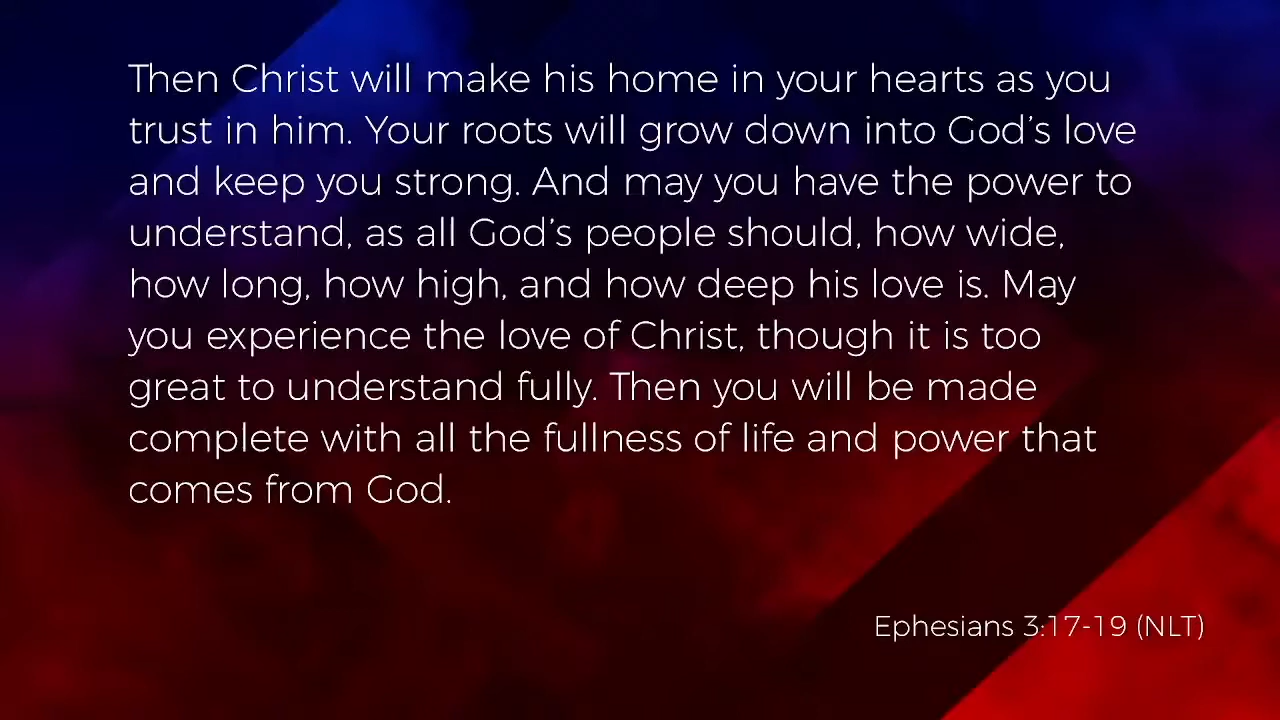 Then Christ will make his home in your hearts as you
trust in him. Your roots will grow down into God’s love
and keep you strong. And may you have the power to
understand, as all God’s people should, how wide,
how long, how high, and how deep his love is. May
you experience the love of Christ, though it is too
great to understand fully. Then you will be made
complete with all the fullness of life and power that
comes from God.
Ephesians 3:17-19 (NLT)